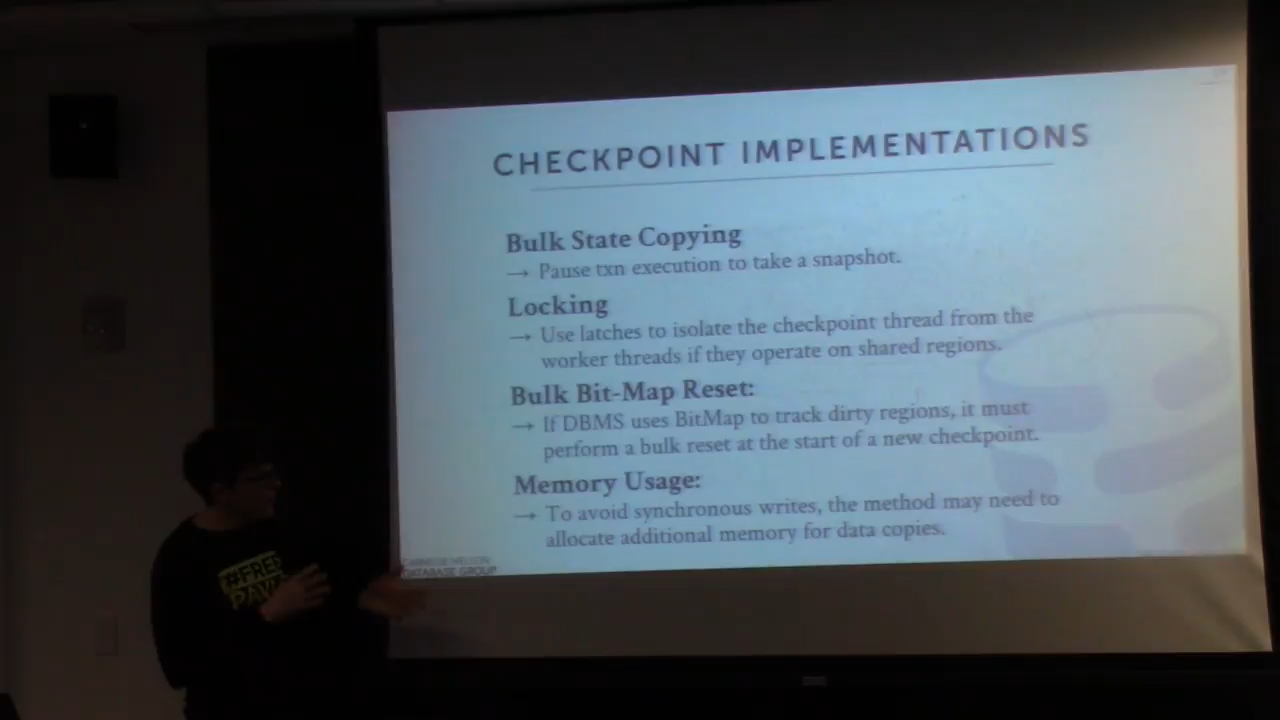 CHECKPOINT IMPLEMENTATIONS
Bulk State Copying
→ Pause txn execution to take a snapshot.
Locking
→ Use latches to isolate the checkpoint thread from the
worker threads if they operate on shared regions.
Bulk Bit-Map Reset:
→ If DBMS uses BitMap to track dirty regions, it must
perform a bulk reset at the start of a new checkpoint.
Memory Usage:
→ To avoid synchronous writes, the method may need to
allocate additional memory for data copies.
CARNEGIE MELLON
DATABASE GROUP
#FREE